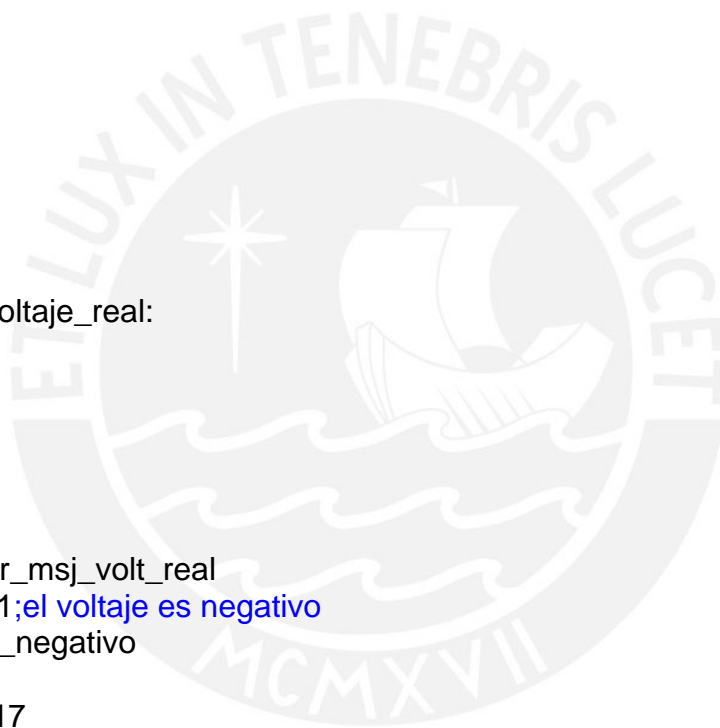 ET LUX IN TENEBRIS LUCET
oltaje_real:
r_msj_volt_real
1;el voltaje es negativo
_negativo
MCMXVII
17